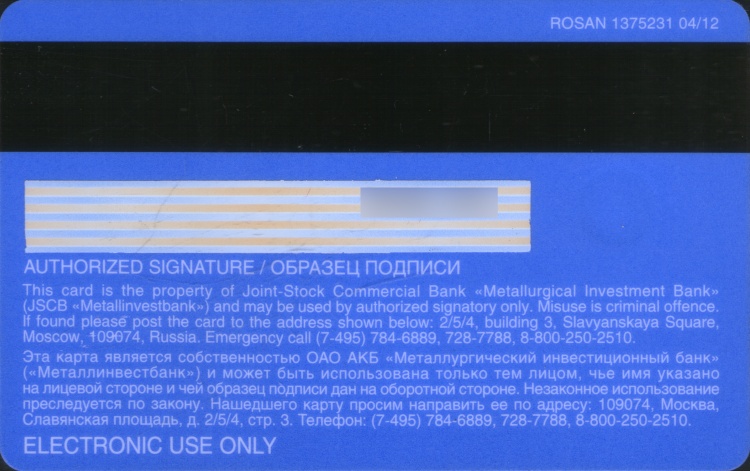 ROSAN 1375231 04/12
AUTHORIZED SIGNATURE / ОБРАЗЕЦ ПОДПИСИ
This card is the property of Joint-Stock Commercial Bank «Metallurgical Investment Bank»
(JSCB «Metallinvestbank») and may be used by authorized signatory only. Misuse is criminal offence.
If found please post the card to the address shown below: 2/5/4, building 3, Slavyanskaya Square,
Moscow, 109074, Russia. Emergency call (7-495) 784-6889, 728-7788, 8-800-250-2510.
Эта карта является собственностью ОАО АКБ «Металлургический инвестиционный банк»
(«Металлинвестбанк») и может быть использована только тем лицом, чье имя указано
на лицевой стороне и чей образец подписи дан на оборотной стороне. Незаконное использование
преследуется по закону. Нашедшего карту просим направить ее по адресу: 109074, Москва,
Славянская площадь, д. 2/5/4, стр. 3. Телефон: (7-495) 784-6889, 728-7788, 8-800-250-2510.
ELECTRONIC USE ONLY